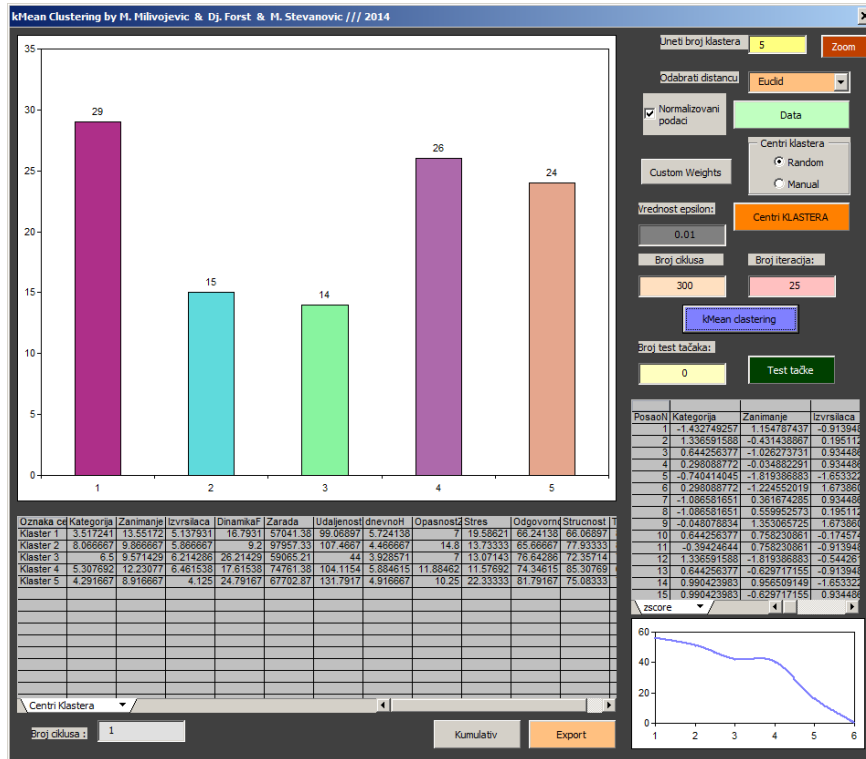 kMean Clustering by M. Milivojevic & Dj. Forst & M. Stevanovic /// 2014
35
30
25
20
15
10
5
0
29
15
14
26
24
1 2 3 4 5
Uneti broj klastera 5 Zoom
Odabrati distancu Euclid
Normalizovani podaci
Data
Centri klastera
Random
Manual
Custom Weights
Vrednost epsilon:
0.01
Centri KLASTERA
Broj ciklusa Broj iteracija:
300 25
kMean clastering
Broj test tačaka:
0 Test tačke
PosaoN Kategorija Zanimanje Izvrsilaca
1 -1.432749257 1.154787437 -0.913948
2 1.336591588 -0.431438867 0.195112
3 0.644256377 -1.026273731 0.934486
4 0.298088772 -0.034882291 0.934486
5 -0.740414045 -1.819386883 -1.653322
6 0.298088772 -1.224552019 1.673860
7 -1.086581651 0.361674285 0.934486
8 -1.086581651 0.559952573 0.195112
9 -0.048078834 1.353065725 1.673860
10 0.644256377 0.758230861 -0.174574
11 -0.39424644 0.758230861 -0.913948
12 1.336591588 -1.819386883 -0.544261
13 0.644256377 -0.629717155 -0.913948
14 0.990423983 0.956509149 -1.653322
15 0.990423983 -0.629717155 0.934486
zscore
Oznaka ce Kategorija Zanimanje Izvrsilaca DinamikaF Zarada Udaljenost dnevnoH OpasnostZ Stres Odgovorno Strucnost T
Klaster 1 3.517241 13.55172 5.137931 16.7931 57041.38 99.06897 5.724138 7 19.58621 66.24138 66.06897
Klaster 2 8.066667 9.866667 5.866667 9.2 97957.33 107.4667 4.466667 14.8 13.73333 65.66667 77.93333
Klaster 3 6.5 9.571429 6.214286 26.21429 59065.21 44 3.928571 7 13.07143 76.64286 72.35714
Klaster 4 5.307692 12.23077 6.461538 17.61538 74761.38 104.1154 5.884615 11.88462 11.57692 74.34615 85.30769
Klaster 5 4.291667 8.916667 4.125 24.79167 67702.87 131.7917 4.916667 10.25 22.33333 81.79167 75.08333
Centri Klastera
60
40
20
0
1 2 3 4 5 6
Broj ciklusa : 1
Kumulativ
Export